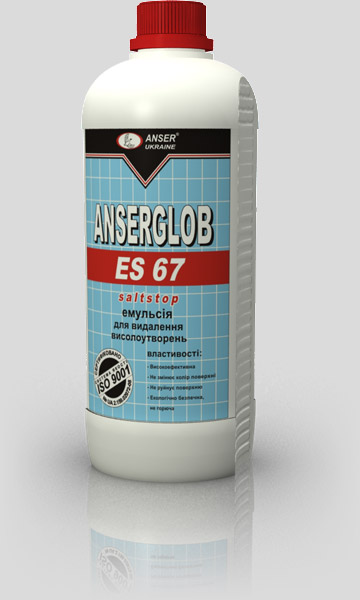 ANSER®
UKRAINE
ANSERGLOB
ES 67
saltstop
емульсія
для видалення
висолоутворень
властивості:
- Високоефективна
- Не змінює колір поверхні
- Не руйнує поверхню
- Екологічно безпечна,
не горюча
СЕРТИФІКОВАНО
ISO 9001